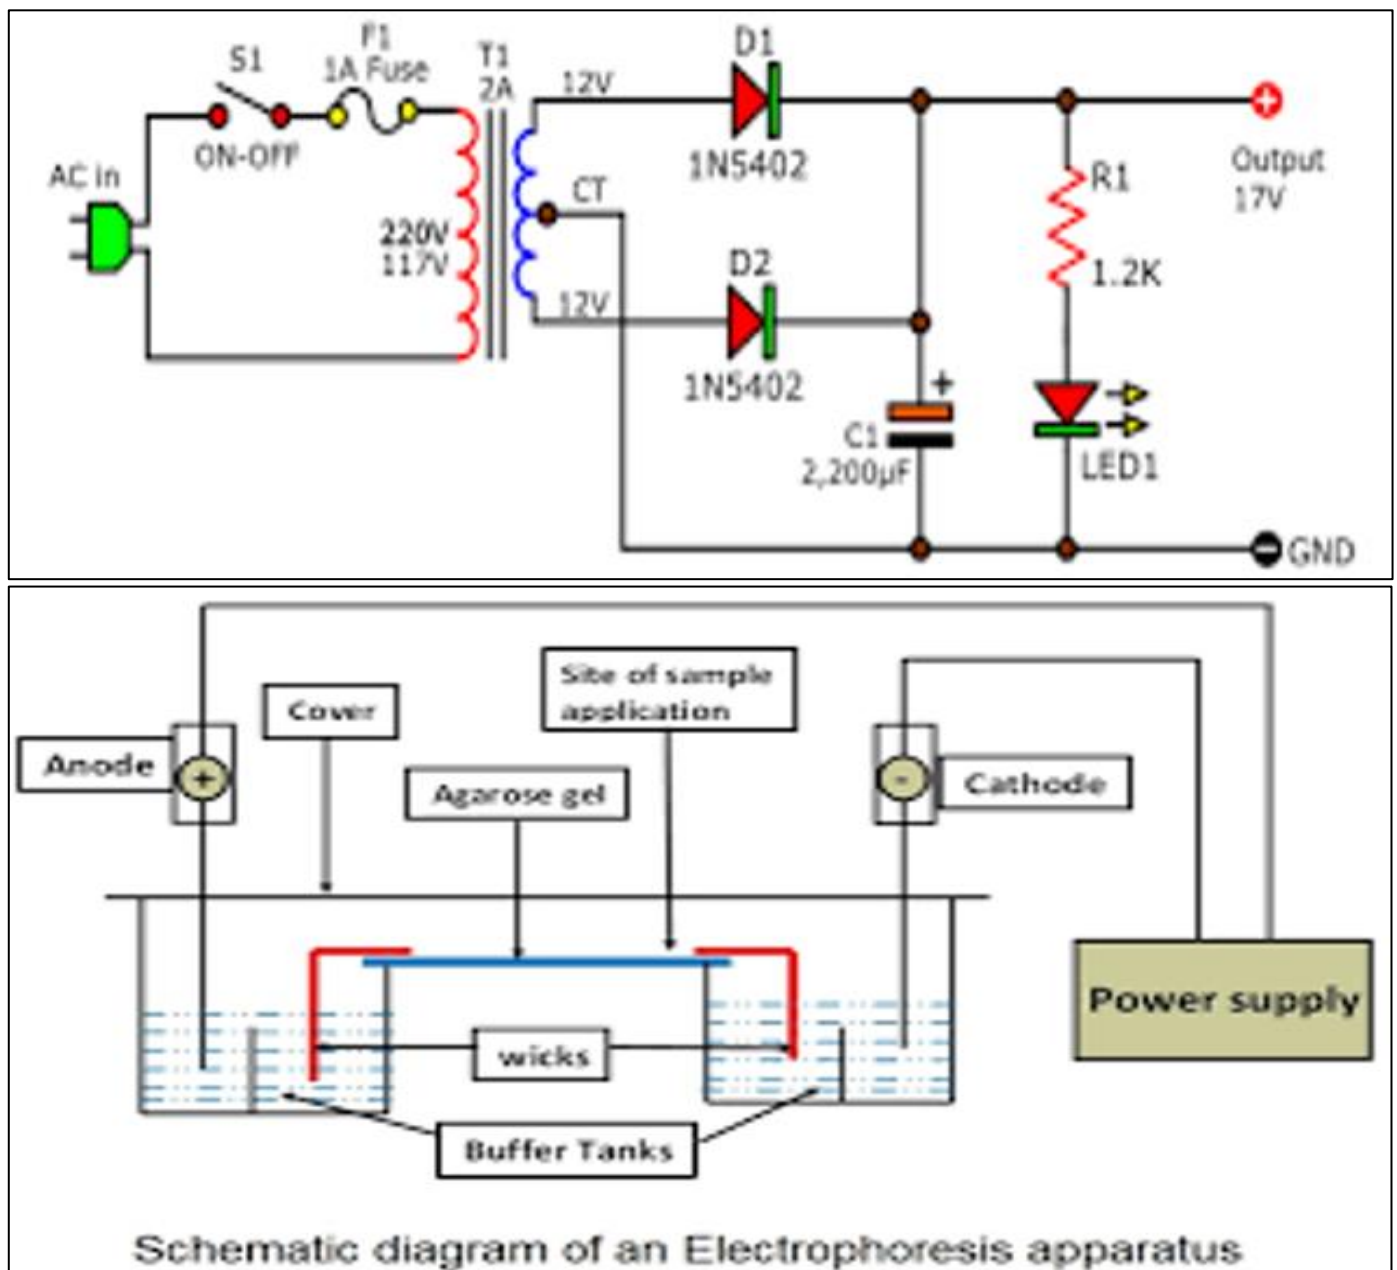 S1
F1
1A Fuse
ON-OFF
AC in
T1
2A
220V
117V
12V
CT
12V
D1
1N5402
D2
1N5402
+
C1
2,200µF
R1
1.2K
LED1
+
Output
17V
-
GND
Anode
+
Cover
Agarose gel
Site of sample
application
-
Cathode
Power supply
wicks
Buffer Tanks
Schematic diagram of an Electrophoresis apparatus